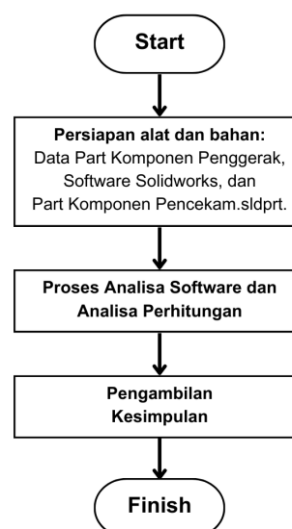 Start
Persiapan alat dan bahan:
Data Part Komponen Penggerak,
Software Solidworks, dan
Part Komponen Pencekam.sldprt.
Proses Analisa Software dan
Analisa Perhitungan
Pengambilan
Kesimpulan
Finish